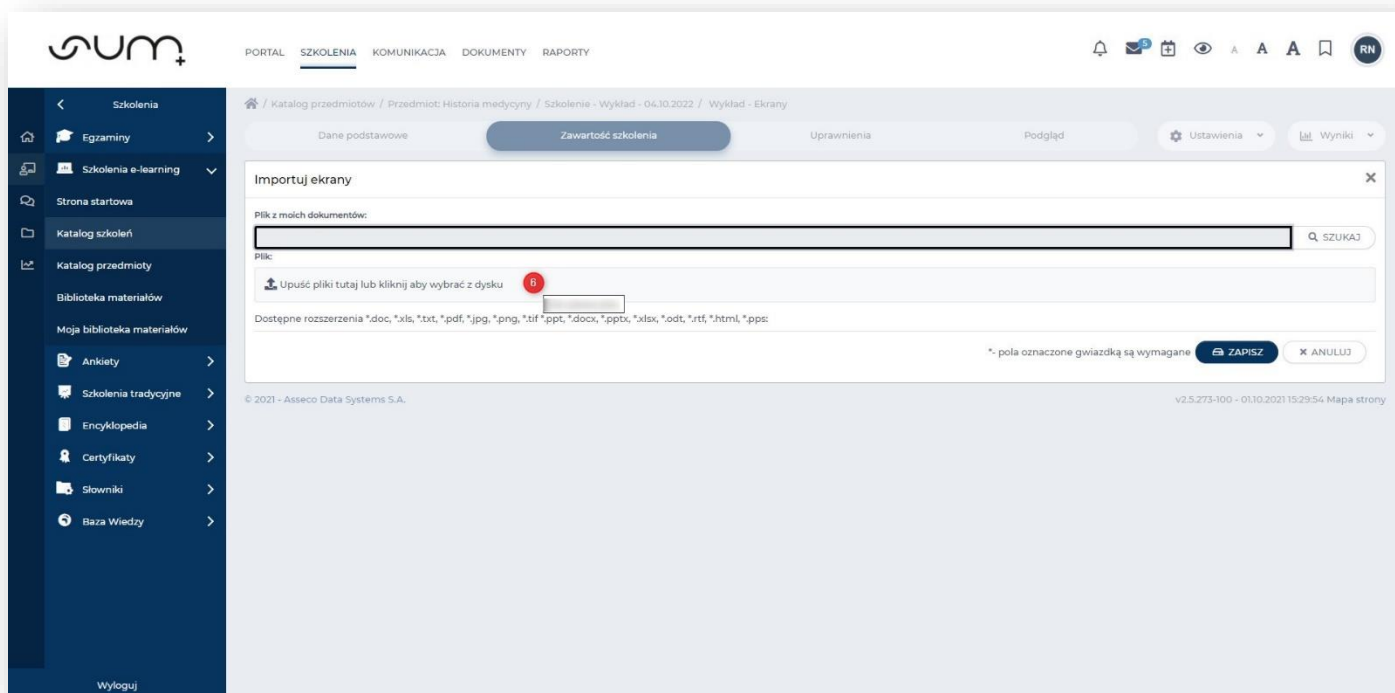 sum+
PORTAL SZKOLENIA KOMUNIKACJA DOKUMENTY RAPORTY
5 A A A RN
Szkolenia
Egzaminy
Szkolenia e-learning
Strona startowa
Katalog szkoleń
Katalog przedmioty
Biblioteka materiałów
Moja biblioteka materiałów
Ankiety
Szkolenia tradycyjne
Encyklopedia
Certyfikaty
Słowniki
Baza Wiedzy
Wyloguj
/ Katalog przedmiotów / Przedmiot: Historia medycyny / Szkolenie - Wykład - 04.10.2022 / Wykład - Ekrany
Dane podstawowe Zawartość szkolenia Uprawnienia Podgląd Ustawienia Wyniki
Importuj ekrany
Plik z moich dokumentów:
SZUKAJ
Plik:
Upuść pliki tutaj lub kliknij aby wybrać z dysku 6
Dostępne rozszerzenia *.doc, *.xls, *.txt, *.pdf, *.jpg, *.png, *.tif *.ppt, *.docx, *.pptx, *.xlsx, *.odt, *.rtf, *.html, *.pps:
*- pola oznaczone gwiazdką są wymagane ZAPISZ ANULUJ
© 2021 - Asseco Data Systems S.A. v2.5.273-100 - 01.10.2021 15:29:54 Mapa strony